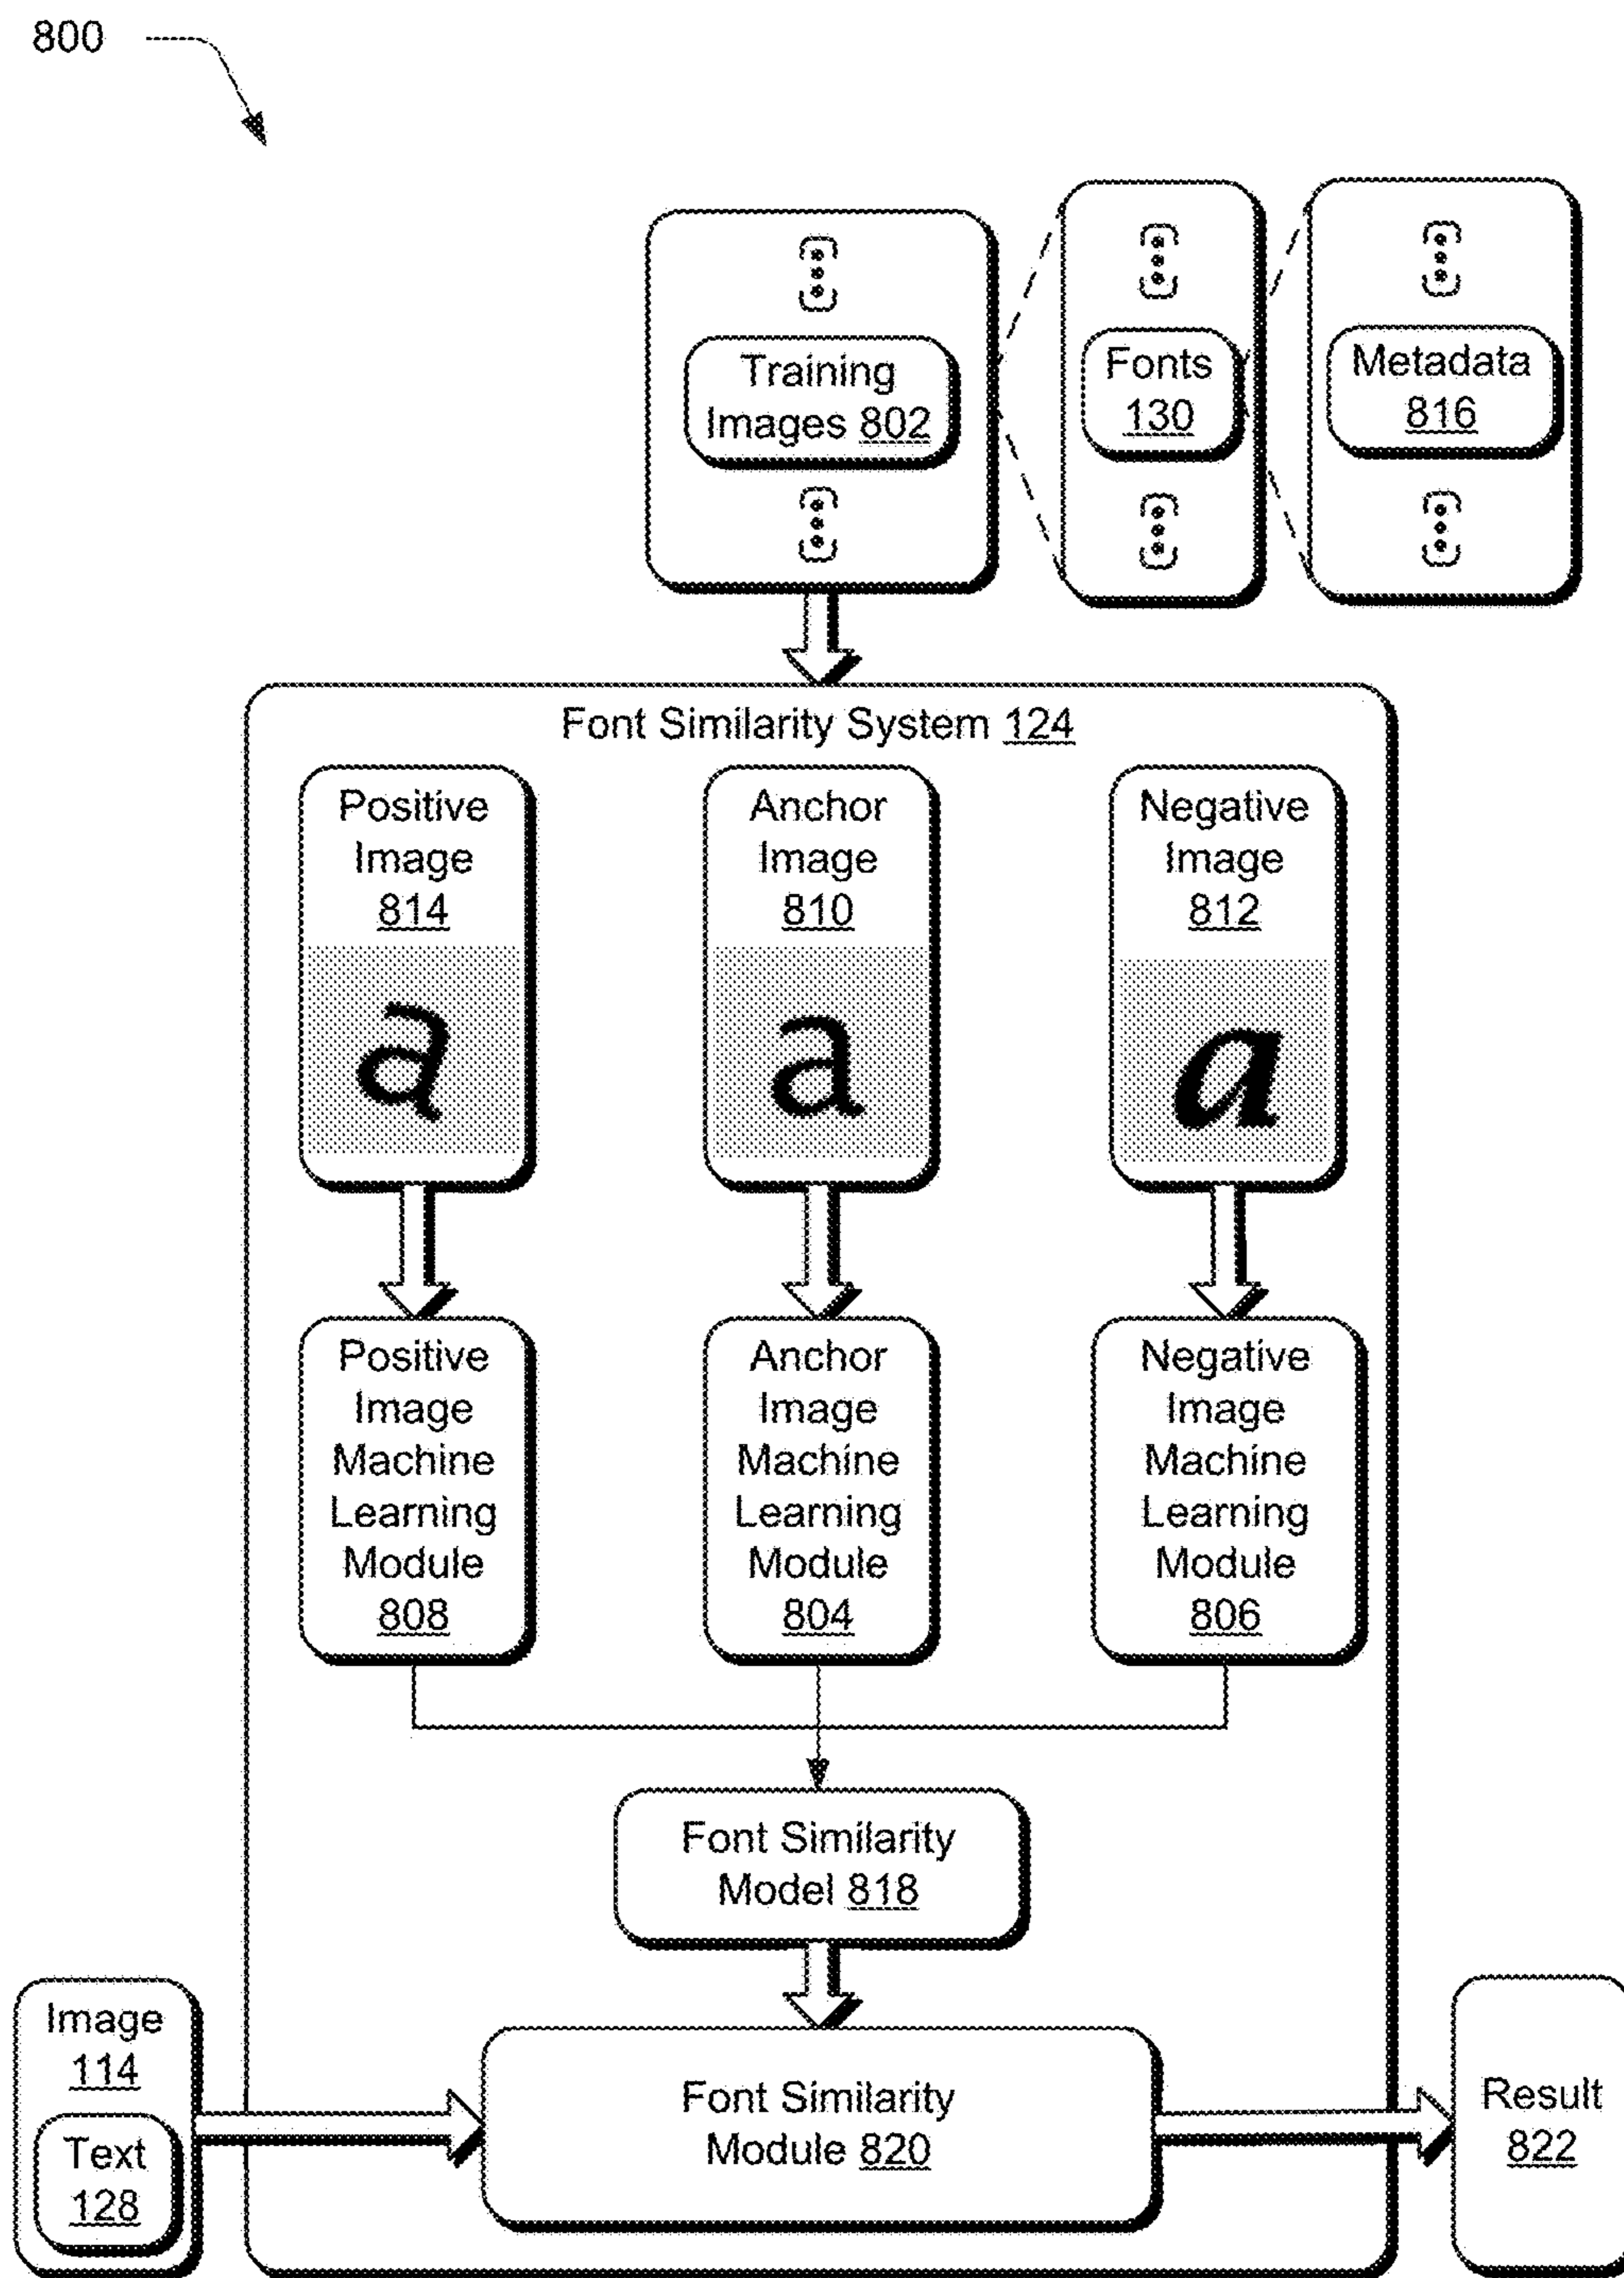 800
Training
Images 802
Fonts
130
Metadata
816
Font Similarity System 124
Positive
Image
814
a
Anchor
Image
810
a
Negative
Image
812
a
Positive
Image
Machine
Learning
Module
808
Anchor
Image
Machine
Learning
Module
804
Negative
Image
Machine
Learning
Module
806
Font Similarity
Model 818
Image
114
Text
128
Font Similarity
Module 820
Result
822